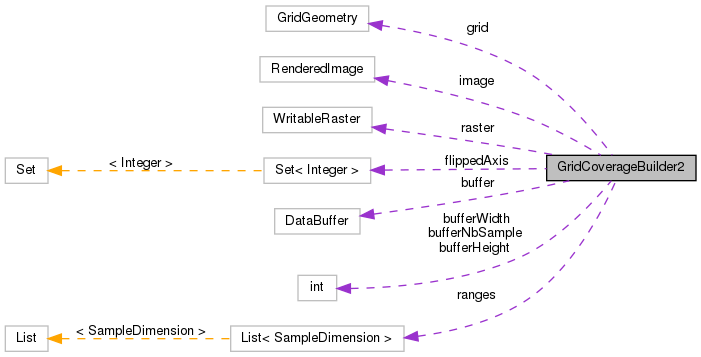 GridGeometry
grid
RenderedImage
image
WritableRaster
raster
Set
< Integer >
Set< Integer >
flippedAxis
GridCoverageBuilder2
buffer
DataBuffer
bufferWidth
bufferNbSample
bufferHeight
int
ranges
List
< SampleDimension >
List< SampleDimension >